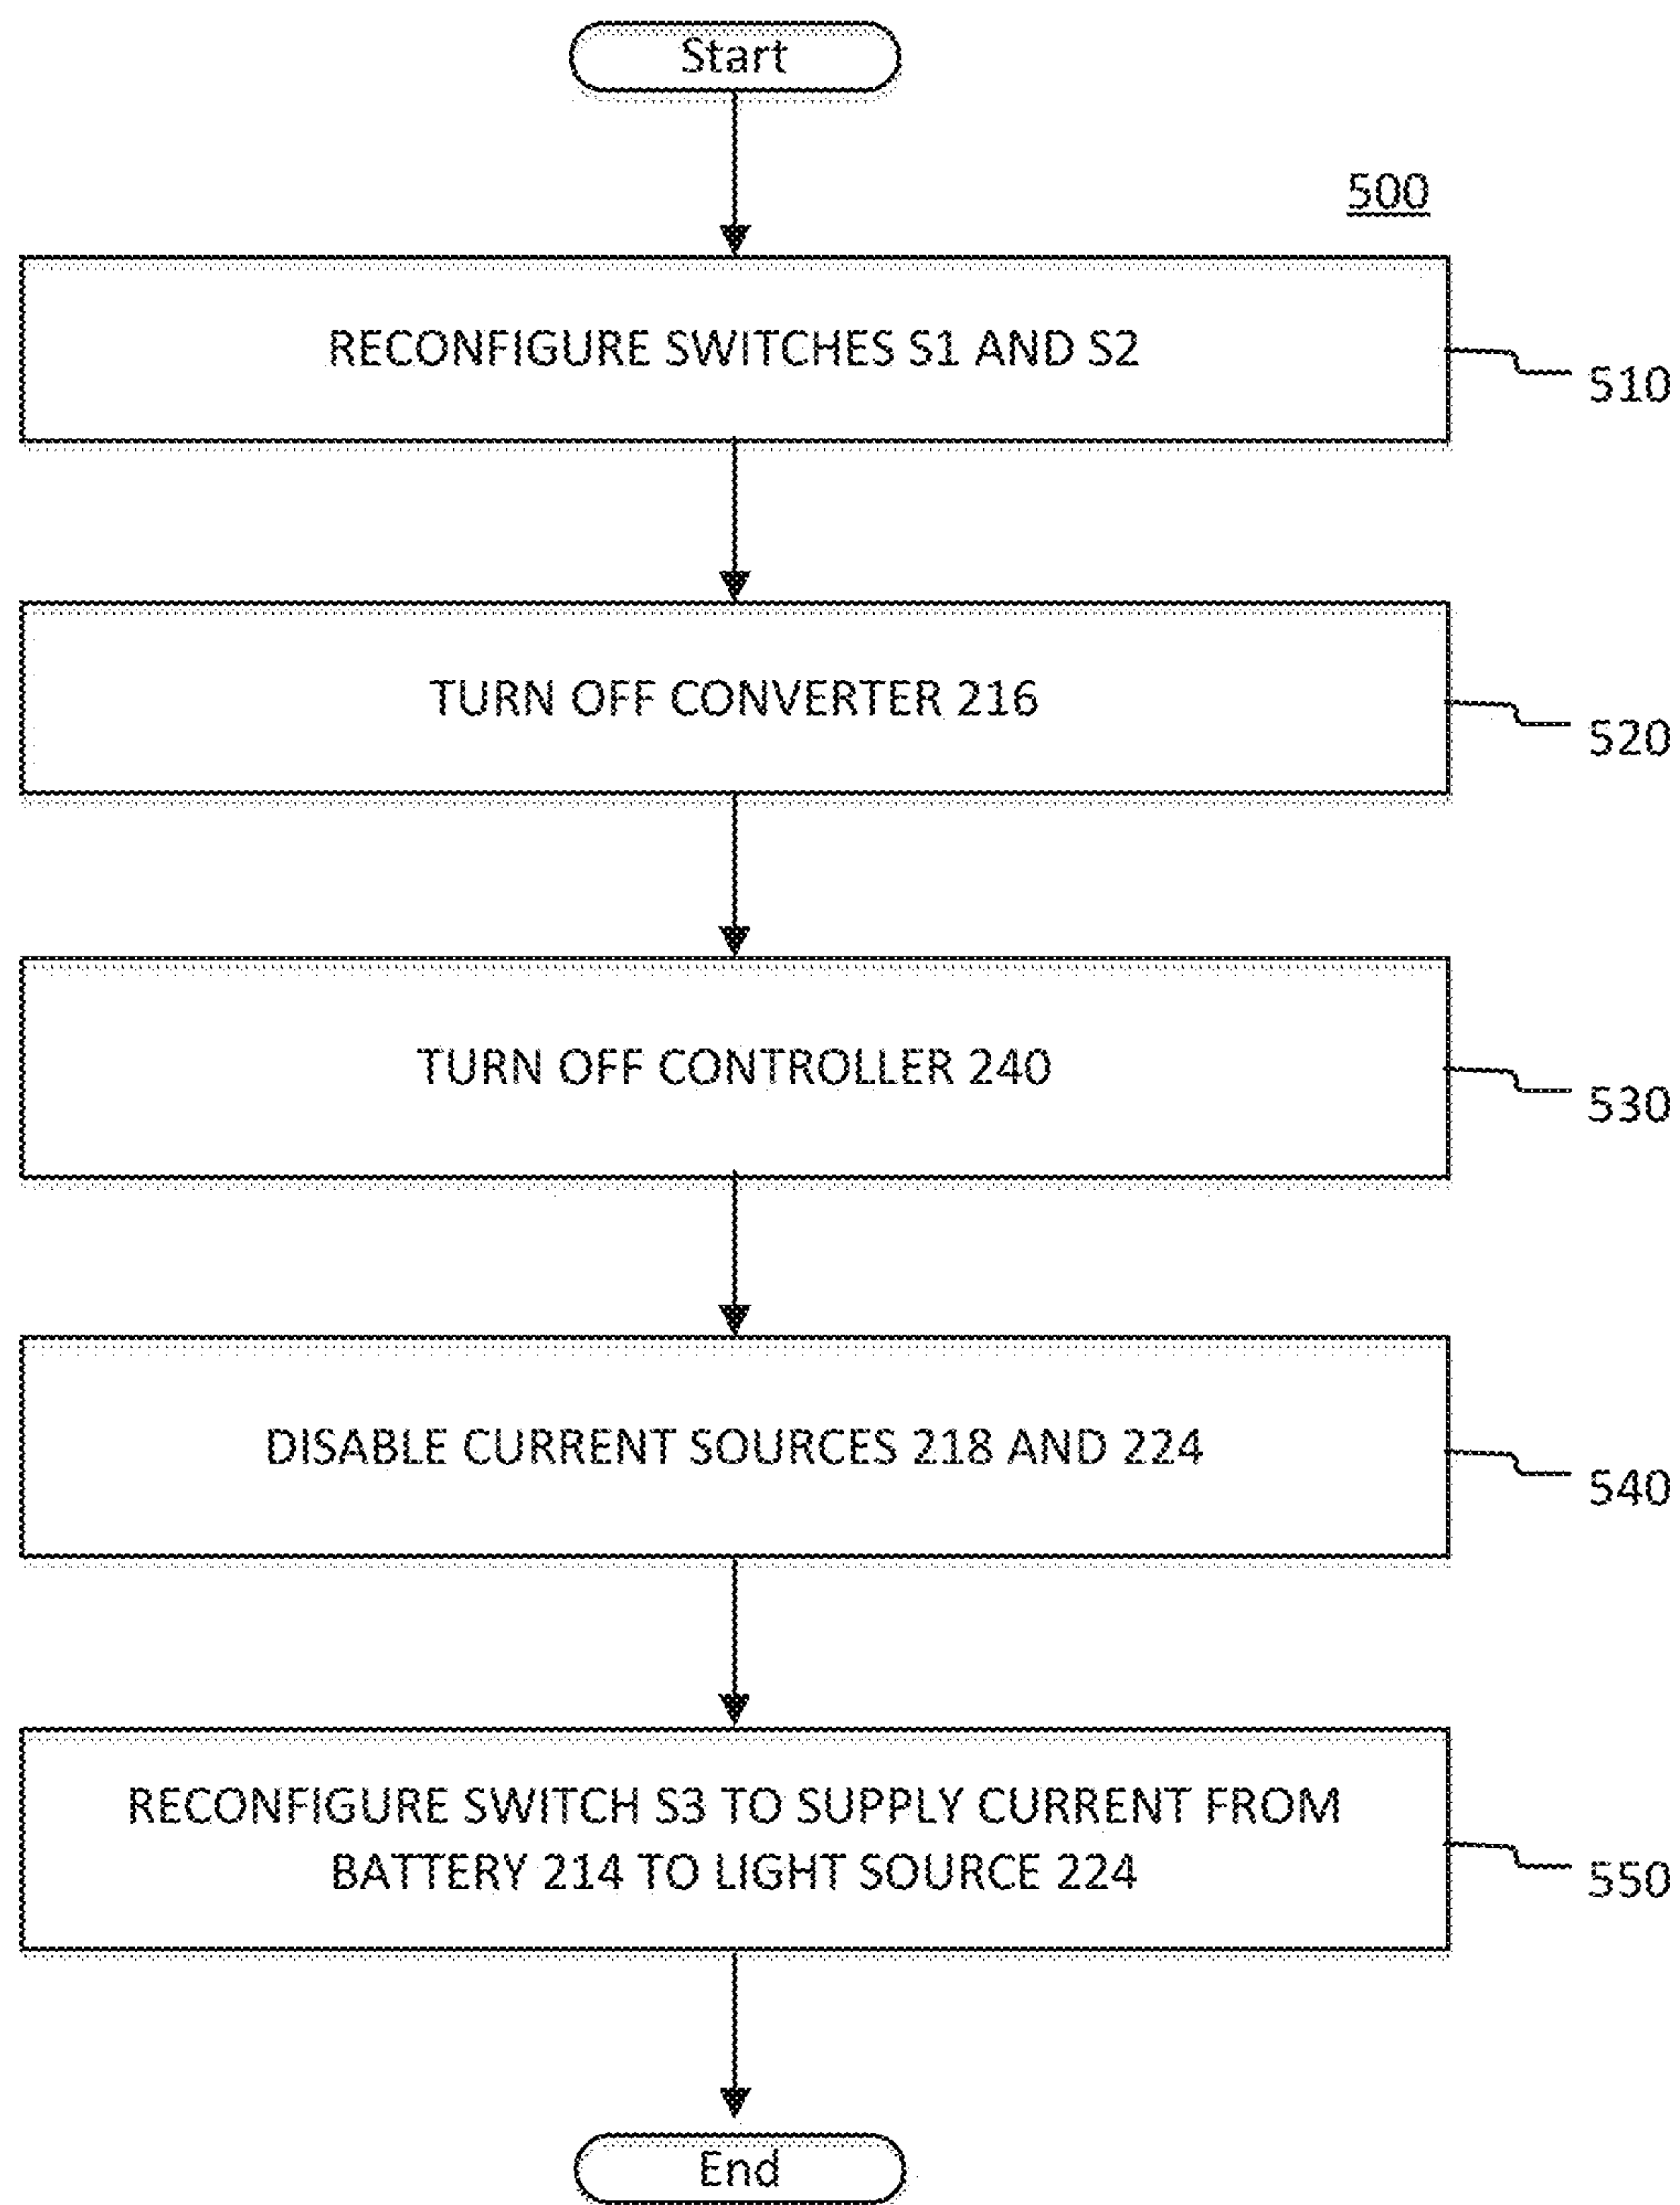 Start
500
RECONFIGURE SWITCHES S1 AND S2
510
TURN OFF CONVERTER 216
520
TURN OFF CONTROLLER 240
530
DISABLE CURRENT SOURCES 218 AND 224
540
RECONFIGURE SWITCH S3 TO SUPPLY CURRENT FROM
BATTERY 214 TO LIGHT SOURCE 224
550
End